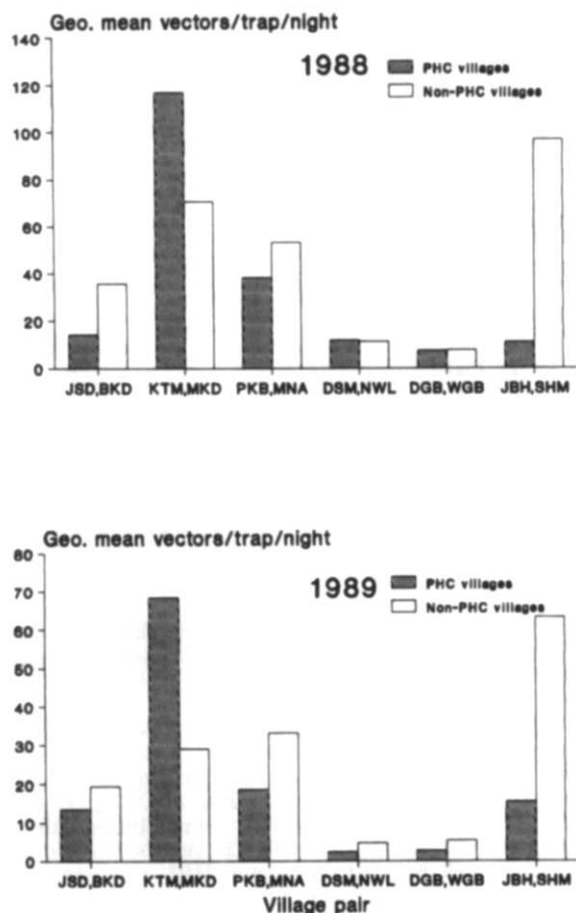 Geo. mean vectors/trap/night
140
1988
PHC villages
120
Non-PHC villages
100
80
60
40
20
0
JSD,BKD KTM,MKD PKB,MNA DSM,NWL DGB,WGB JBH,SHM
Geo. mean vectors/trap/night
80
1989
PHC villages
70
Non-PHC villages
60
50
40
30
20
10
0
JSD,BKD KTM,MKD PKB,MNA DSM,NWL DGB,WGB JBH,SHM
Village pair